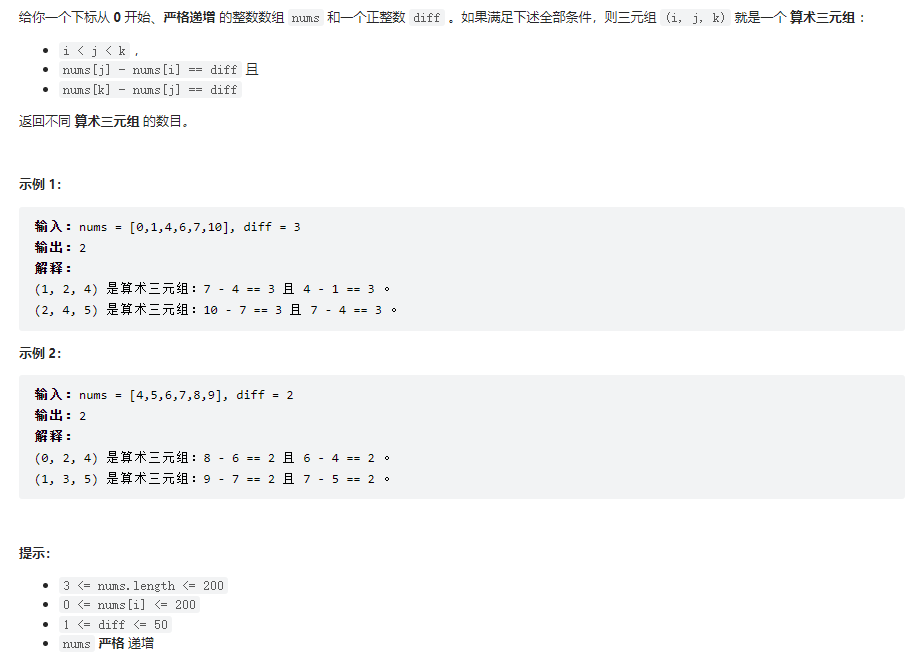 给你一个下标从 0 开始、严格递增 的整数数组 nums 和一个正整数 diff 。如果满足下述全部条件，则三元组 (i, j, k) 就是一个 算术三元组 ：
• i < j < k ，
• nums[j] - nums[i] == diff 且
• nums[k] - nums[j] == diff
返回不同 算术三元组 的数目。
示例 1：
输入：nums = [0,1,4,6,7,10], diff = 3
输出：2
解释：
(1, 2, 4) 是算术三元组：7 - 4 == 3 且 4 - 1 == 3 。
(2, 4, 5) 是算术三元组：10 - 7 == 3 且 7 - 4 == 3 。
示例 2：
输入：nums = [4,5,6,7,8,9], diff = 2
输出：2
解释：
(0, 2, 4) 是算术三元组：8 - 6 == 2 且 6 - 4 == 2 。
(1, 3, 5) 是算术三元组：9 - 7 == 2 且 7 - 5 == 2 。
提示：
• 3 <= nums.length <= 200
• 0 <= nums[i] <= 200
• 1 <= diff <= 50
• nums 严格 递增